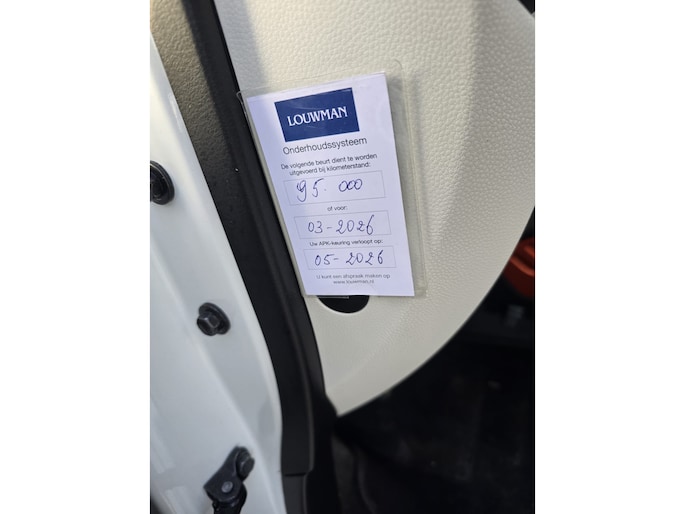 LOUWMAN
Onderhoudssysteem
De volgende beurt dient te worden
uitgevoerd bij kilometerstand:
95.000
of voor:
03-2026
Uw APK-keuring verloopt op:
05-2026
U kunt een afspraak maken op
www.louwman.nl